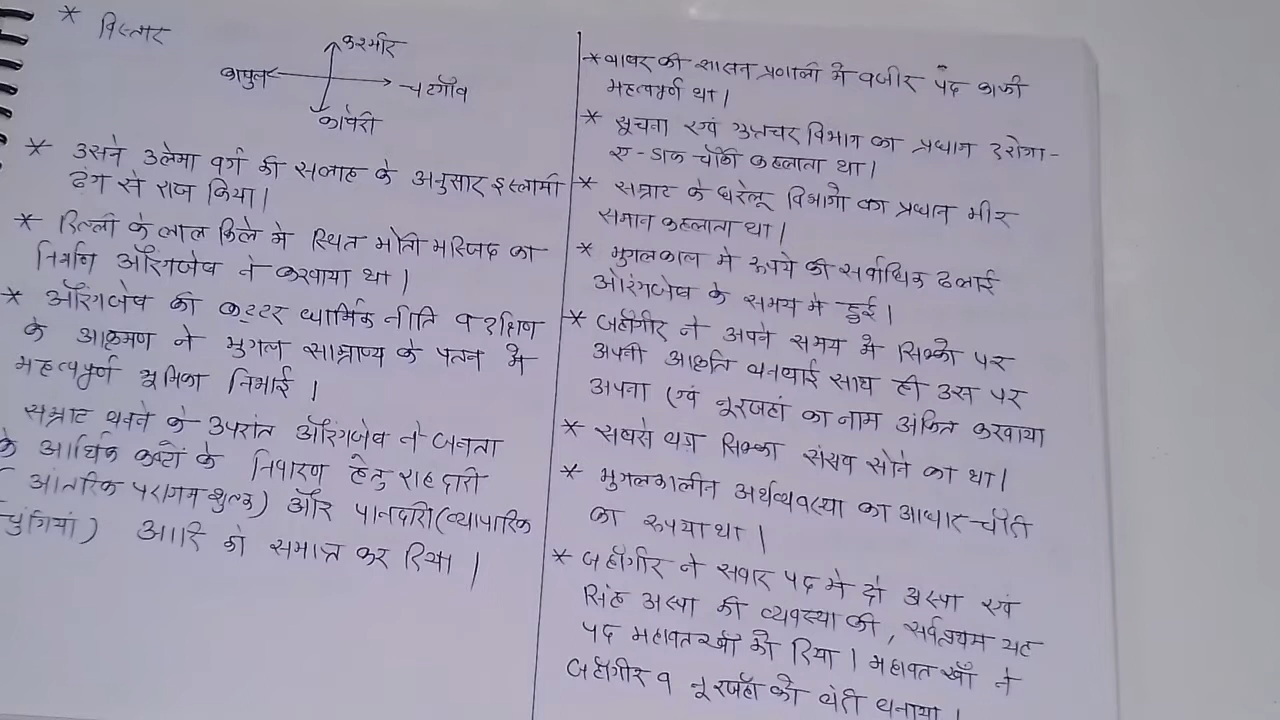 * विस्तार
कश्मीर
काबुल
चटगाँव
कावेरी
* उसने उलेमा वर्ग की सलाह के अनुसार इस्लामी
ढंग से राज किया।
* दिल्ली के लाल किले मे स्थित मोती मस्जिद का
निर्माण औरंगजेब ने करवाया था।
* औरंगजेब की कट्टर धार्मिक नीति व दक्षिण
के आक्रमण ने मुगल साम्राज्य के पतन मे
महत्वपूर्ण भूमिका निभाई।
सम्राट बनने के उपरांत औरंगजेब ने जनता
के आर्थिक कष्टों के निवारण हेतु राहदारी
( आंतरिक पारागम शुल्क) और पानदारी(व्यापारिक
चुंगियां) आदि को समाप्त कर दिया।
* बाबर की शासन प्रणाली मे वजीर पद काफी
महत्वपूर्ण था।
* सूचना एवं गुप्तचर विभाग का प्रधान दरोगा-
ए-डाक चौकी कहलाता था।
* सम्राट के घरेलू विभागों का प्रधान मीर
समान कहलाता था।
* मुगलकाल मे रुपये की सर्वाधिक ढलाई
औरंगजेब के समय मे हुई।
* जहाँगीर ने अपने समय मे सिक्को पर
अपनी आकृति बनवाई साथ ही उस पर
अपना एवं नूरजहां का नाम अंकित करवाया
* सबसे बड़ा सिक्का संसब सोने का था।
* मुगलकालीन अर्थव्यवस्था का आधार चाँदी
का रुपया था।
* जहाँगीर ने सवार पद मे दो अस्पा एवं
सिंह अस्पा की व्यवस्था की, सर्वप्रथम यह
पद महावत खाँ को दिया। महावत खाँ ने
जहाँगीर व नूरजहाँ को बंदी बनाया।